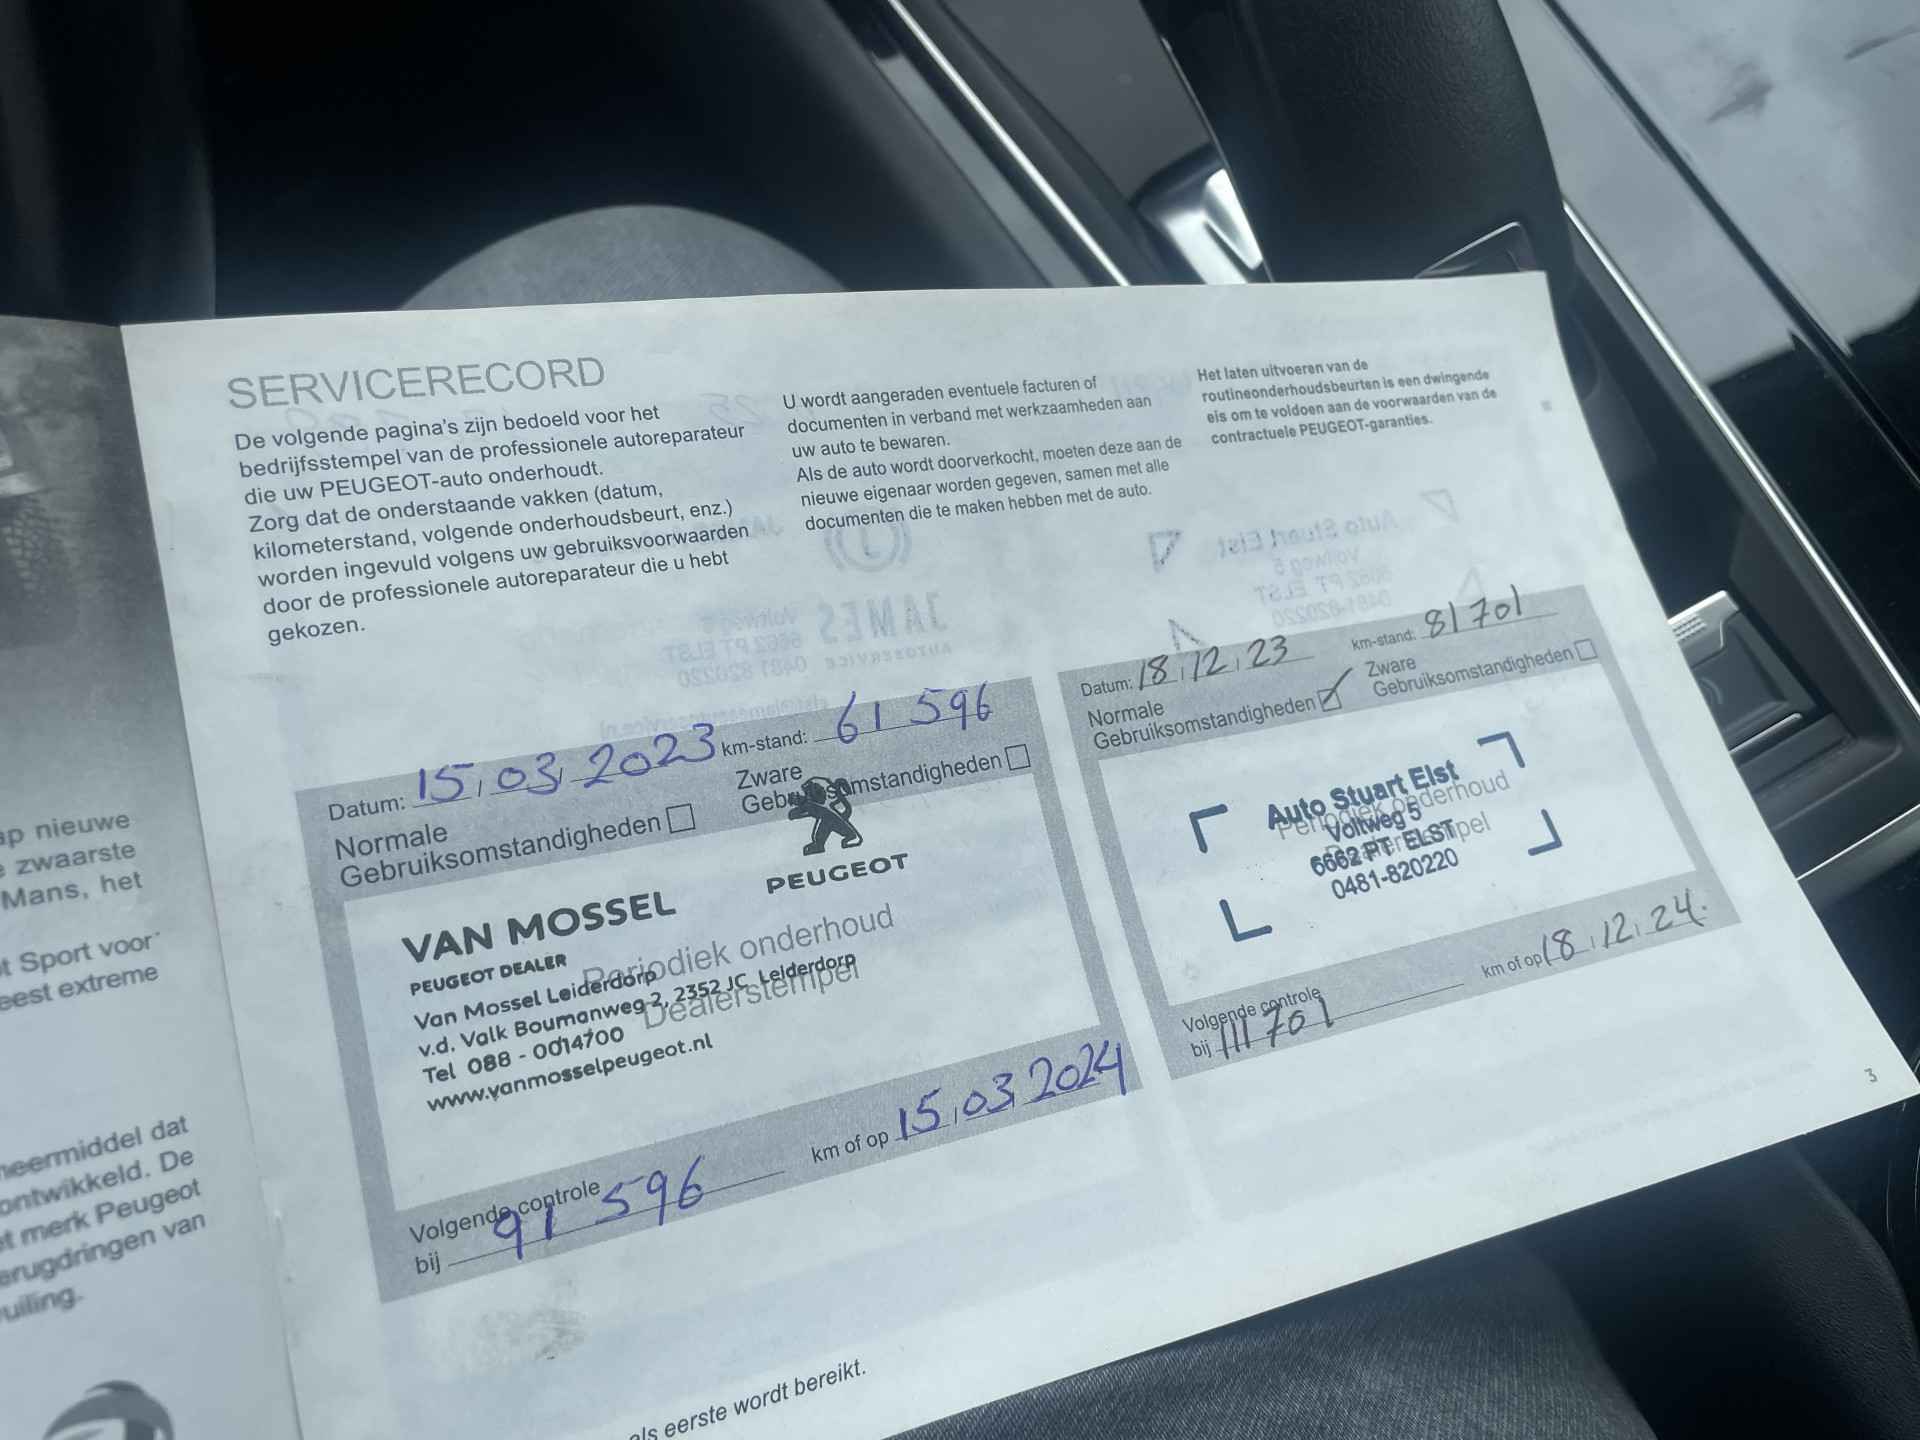 SERVICERECORD
De volgende pagina's zijn bedoeld voor het
bedrijfsstempel van de professionele autoreparateur
die uw PEUGEOT-auto onderhoudt.
Zorg dat de onderstaande vakken (datum,
kilometerstand, volgende onderhoudsbeurt, enz.)
worden ingevuld volgens uw gebruiksvoorwaarden
door de professionele autoreparateur die u hebt
gekozen.
U wordt aangeraden eventuele facturen of
documenten in verband met werkzaamheden aan
uw auto te bewaren.
Als de auto wordt doorverkocht, moeten deze aan de
nieuwe eigenaar worden gegeven, samen met alle
documenten die te maken hebben met de auto.
Het laten uitvoeren van de
routineonderhoudsbeurten is een dwingende
eis om te voldoen aan de voorwaarden van de
contractuele PEUGEOT-garanties.
Datum: 15,03,2023 km-stand: 61 596
Normale
Gebruiksomstandigheden
Zware
Gebruiksomstandigheden
PEUGEOT
VAN MOSSEL
PEUGEOT DEALER
Periodiek onderhoud
Dealerstempel
Van Mossel Leiderdorp
v.d. Valk Boumanweg 2, 2352 JC, Leiderdorp
Tel 088 - 0014700
www.vanmosselpeugeot.nl
Volgende controle
bij 91 596 km of op 15,03,2024
Datum: 18,12,23 km-stand: 81701
Normale
Gebruiksomstandigheden
Zware
Gebruiksomstandigheden
Auto Stuart Elst
Periodiek onderhoud
Voltweg 5
Dealerstempel
6662 PT ELST
0481-820220
Volgende controle
bij 111701 km of op 18,12,24.
3
als eerste wordt bereikt.
ap nieuwe
zwaarste
Mans, het
Sport voor
eest extreme
meermiddel dat
ontwikkeld. De
et merk Peugeot
erugdringen van
uiling.